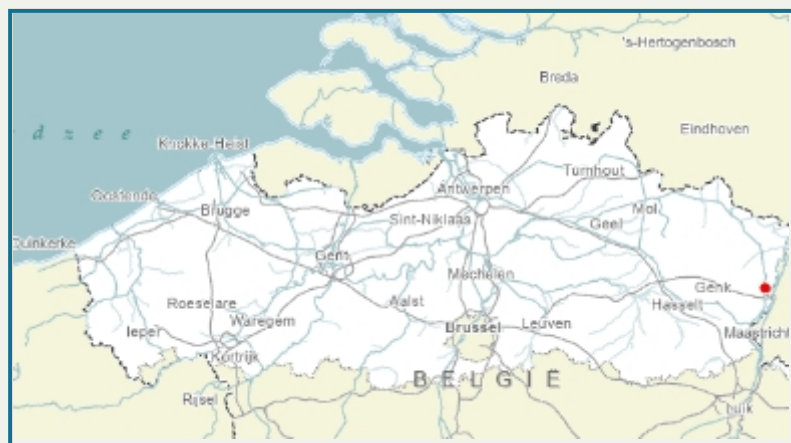 's-Hertogenbosch
Breda
d z e e
Eindhoven
Knokke-Heist
Turnhout
Oostende
Antwerpen
Mol
Brugge
Sint-Niklaas
Geel
Duinkerke
Gent
Mechelen
Genk
Roeselare
Aalst
Hasselt
Ieper
Waregem
Brussel
Leuven
Maastricht
Kortrijk
BELGIË
Rijsel
Luik